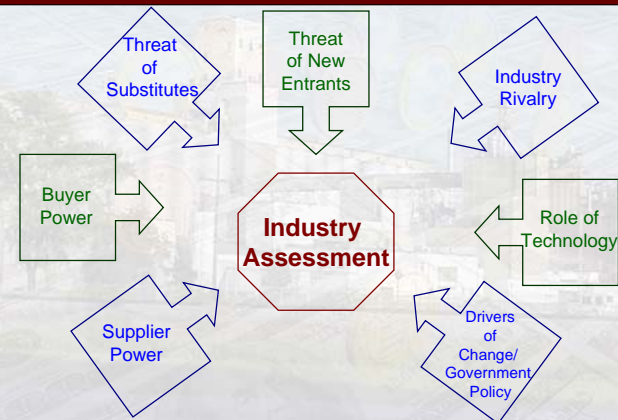 Threat
of
Substitutes
Threat
of New
Entrants
Industry
Rivalry
Buyer
Power
Industry
Assessment
Role of
Technology
Supplier
Power
Drivers
of
Change/
Government
Policy